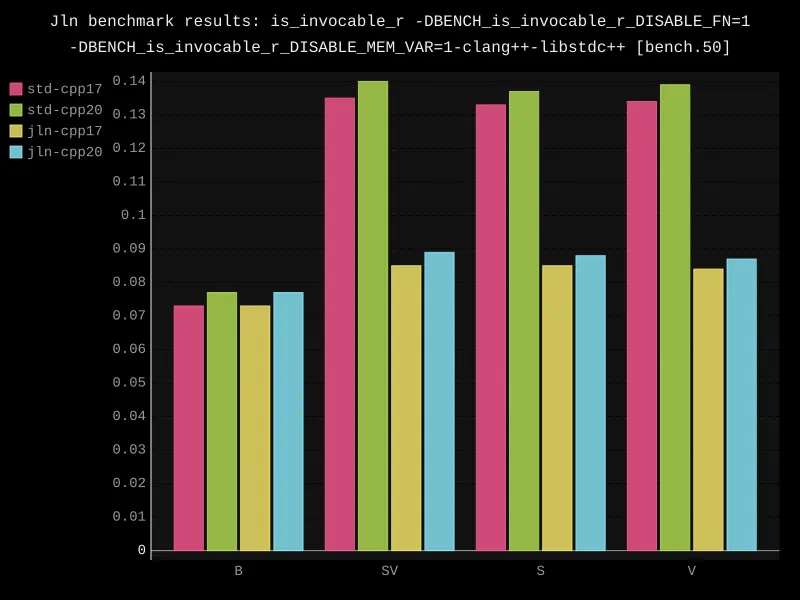 Jln benchmark results: is_invocable_r -DBENCH_is_invocable_r_DISABLE_FN=1
-DBENCH_is_invocable_r_DISABLE_MEM_VAR=1-clang++-libstdc++ [bench.50]
std-cpp17
std-cpp20
jln-cpp17
jln-cpp20
0.14
0.13
0.12
0.11
0.1
0.09
0.08
0.07
0.06
0.05
0.04
0.03
0.02
0.01
0
B SV S V